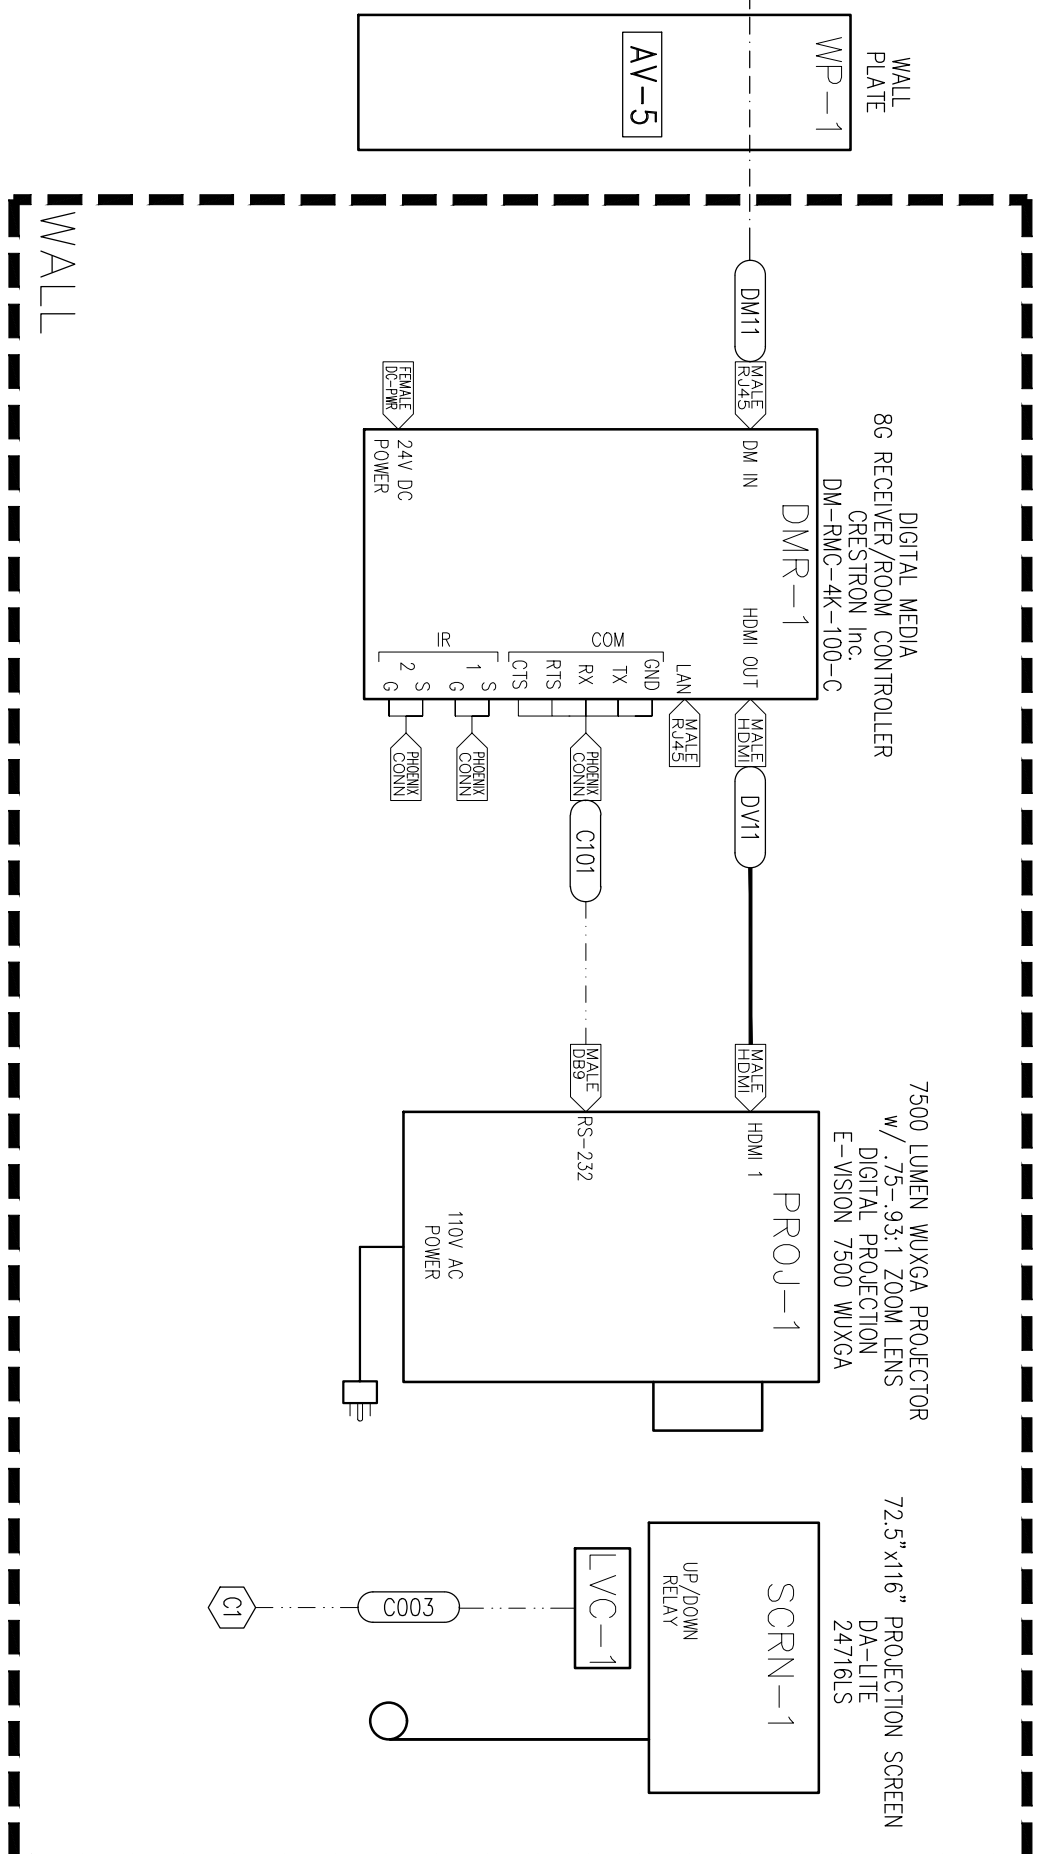 WALL
PLATE
WP-1
AV-5
WALL
DM11
MALE
RJ45
DIGITAL MEDIA
8G RECEIVER/ROOM CONTROLLER
CRESTRON Inc.
DM-RMC-4K-100-C
DMR-1
DM IN
HDMI OUT
LAN
COM
GND
TX
RX
RTS
CTS
IR
1
S
G
2
S
G
24V DC
POWER
FEMALE
DC-PWR
MALE
HDMI
MALE
RJ45
PHOENIX
CONN
PHOENIX
CONN
PHOENIX
CONN
DV11
C101
MALE
HDMI
MALE
DB9
7500 LUMEN WUXGA PROJECTOR
w/ .75-.93:1 ZOOM LENS
DIGITAL PROJECTION
E-VISION 7500 WUXGA
PROJ-1
HDMI 1
RS-232
110V AC
POWER
72.5"x116" PROJECTION SCREEN
DA-LITE
24716LS
SCRN-1
UP/DOWN
RELAY
LVC-1
C003
C1